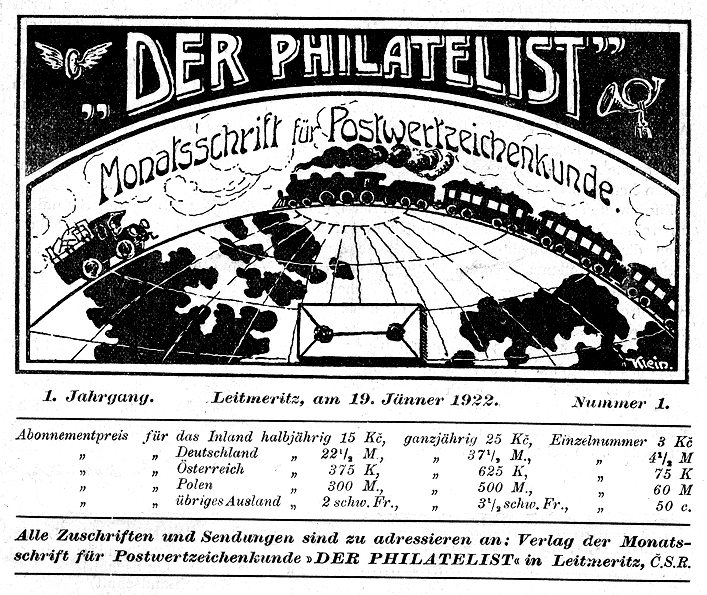 „DER PHILATELIST”
Monatsschrift für Postwertzeichenkunde.
Klein.
1. Jahrgang. Leitmeritz, am 19. Jänner 1922. Nummer 1.
Abonnementpreis für das Inland halbjährig 15 Kč, ganzjährig 25 Kč, Einzelnummer 3 Kč
„ „ Deutschland „ 22½ M, „ 37½ M., „ 4½ M
„ „ Österreich „ 375 K, „ 625 K, „ 75 K
„ „ Polen „ 300 M., „ 500 M., „ 60 M
„ „ übriges Ausland „ 2 schw. Fr., „ 3½ schw. Fr., „ 50 c.
Alle Zuschriften und Sendungen sind zu adressieren an: Verlag der Monats-
schrift für Postwertzeichenkunde »DER PHILATELIST« in Leitmeritz, Č.S.R.